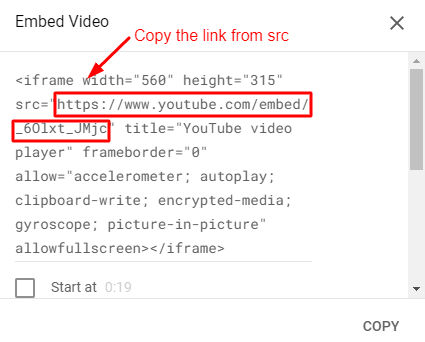 Embed Video
Copy the link from src
<iframe width="560" height="315"
src="https://www.youtube.com/embed/
_6Olxt_JMjc" title="YouTube video
player" frameborder="0"
allow="accelerometer; autoplay;
clipboard-write; encrypted-media;
gyroscope; picture-in-picture"
allowfullscreen></iframe>
Start at 0:19
COPY